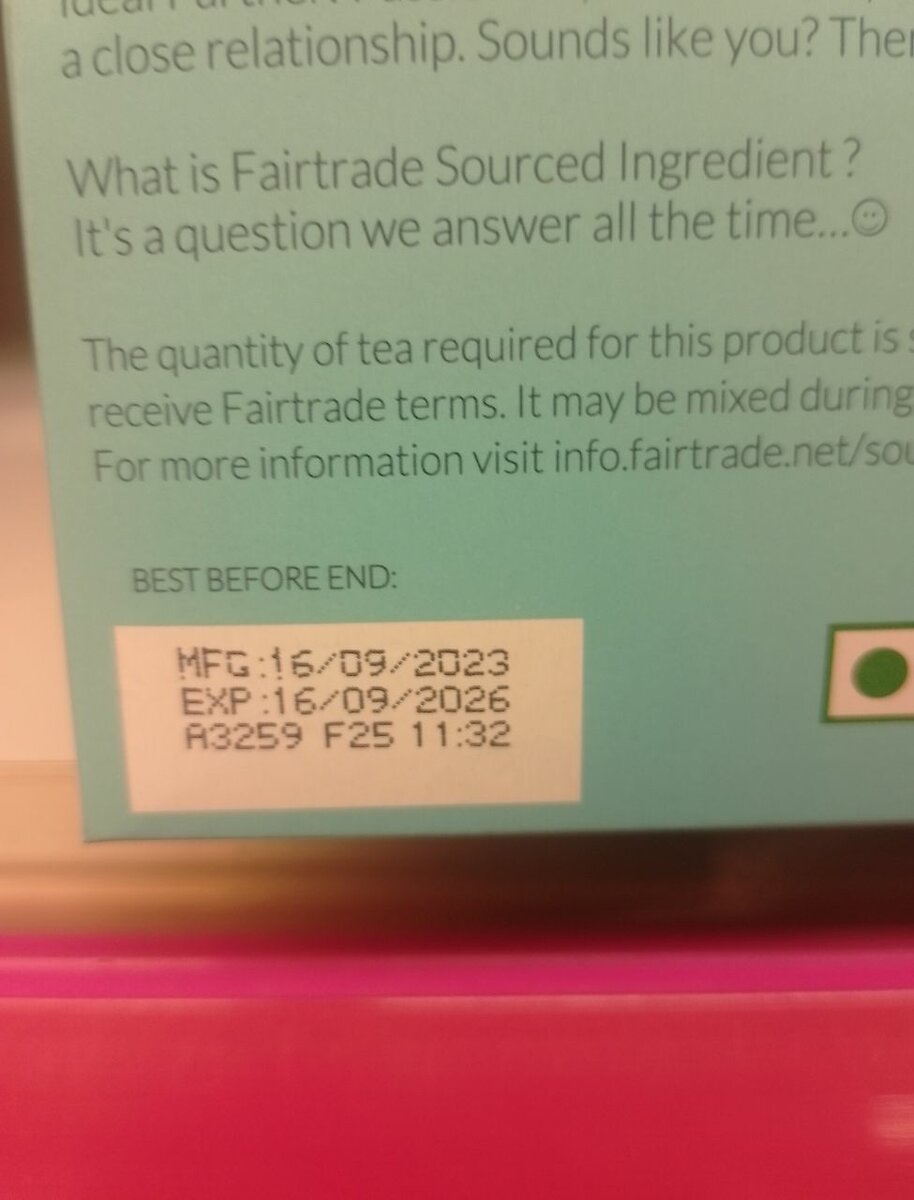 a close relationship. Sounds like you? Then
What is Fairtrade Sourced Ingredient ?
It's a question we answer all the time...☺
The quantity of tea required for this product is
receive Fairtrade terms. It may be mixed during
For more information visit info.fairtrade.net/sou
BEST BEFORE END:
MFG:16/09/2023
EXP:16/09/2026
A3259 F25 11:32